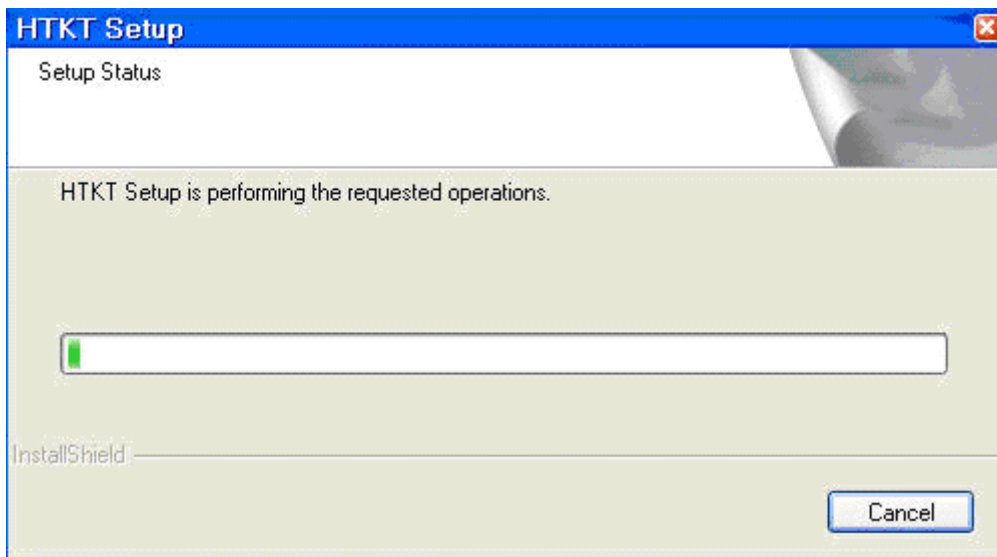 HTKT Setup
Setup Status
HTKT Setup is performing the requested operations.
InstallShield
Cancel